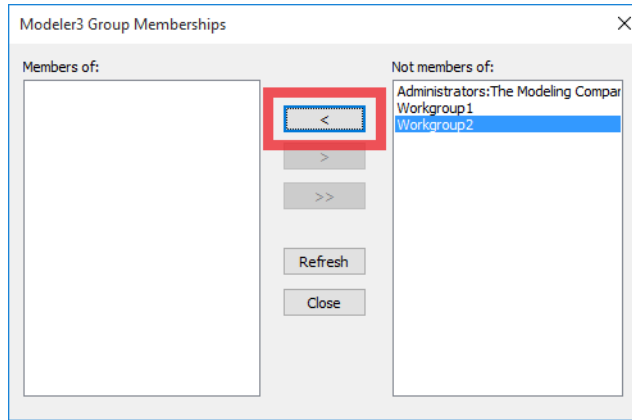 Modeler3 Group Memberships
Members of:
Not members of:
Administrators:The Modeling Compar
Workgroup1
Workgroup2
<
>
>>
Refresh
Close